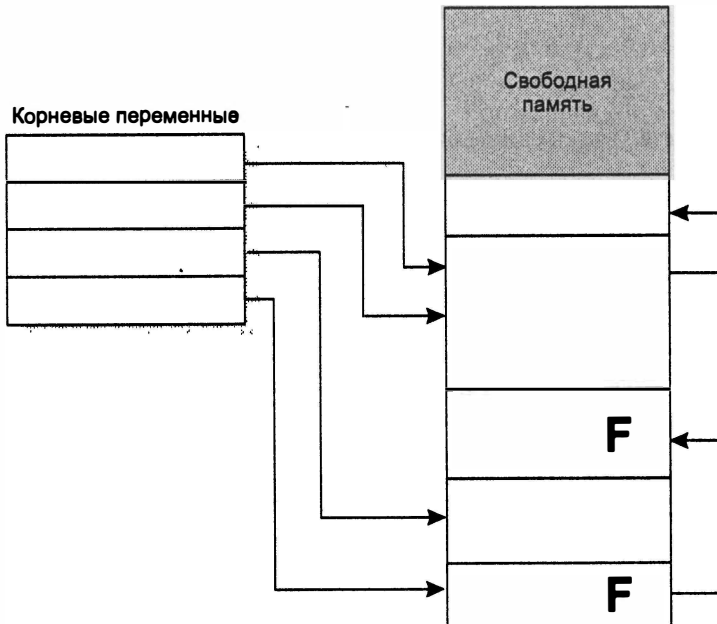 Свободная
память
Корневые переменные
F
F